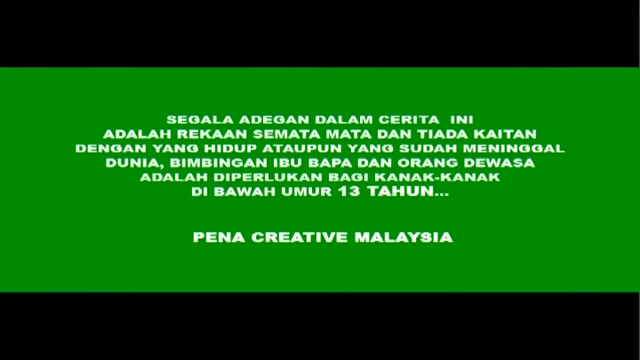 SEGALA ADEGAN DALAM CERITA INI
ADALAH REKAAN SEMATA MATA DAN TIADA KAITAN
DENGAN YANG HIDUP ATAUPUN YANG SUDAH MENINGGAL
DUNIA, BIMBINGAN IBU BAPA DAN ORANG DEWASA
ADALAH DIPERLUKAN BAGI KANAK-KANAK
DI BAWAH UMUR 13 TAHUN...
PENA CREATIVE MALAYSIA